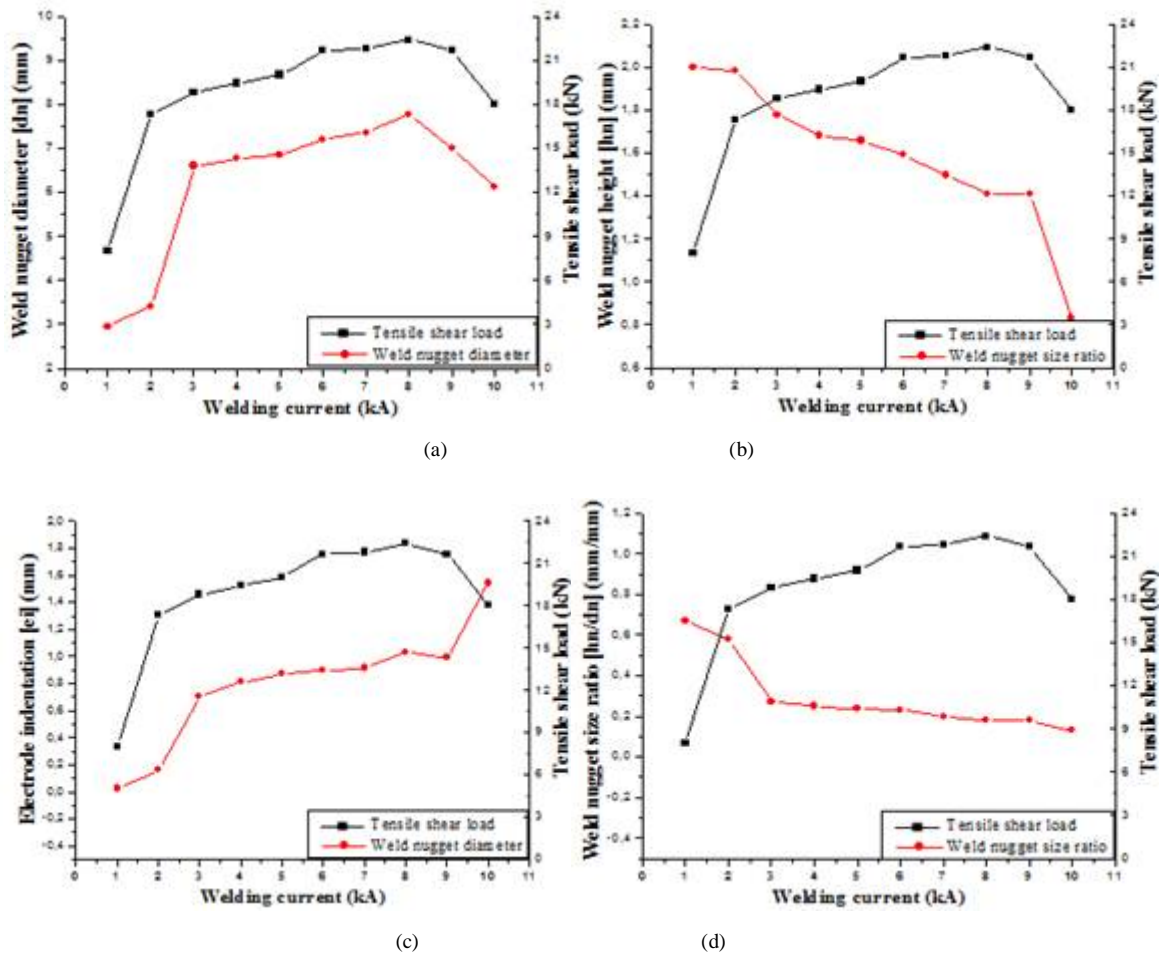 Weld nugget diameter [dn] (mm)
10
9
8
7
6
5
4
3
2
24
21
18
15
12
9
6
3
0
Tensile shear load (kN)
Tensile shear load
Weld nugget diameter
0 1 2 3 4 5 6 7 8 9 10 11
Welding current (kA)
(a)
Weld nugget height [hn] (mm)
2,2
2,0
1,8
1,6
1,4
1,2
1,0
0,8
0,6
24
21
18
15
12
9
6
3
0
Tensile shear load (kN)
Tensile shear load
Weld nugget size ratio
0 1 2 3 4 5 6 7 8 9 10 11
Welding current (kA)
(b)
Electrode indentation [ei] (mm)
2,0
1,8
1,6
1,4
1,2
1,0
0,8
0,6
0,4
0,2
0,0
-0,2
-0,4
24
21
18
15
12
9
6
3
0
Tensile shear load (kN)
Tensile shear load
Weld nugget diameter
0 1 2 3 4 5 6 7 8 9 10 11
Welding current (kA)
(c)
Weld nugget size ratio [hn/dn] (mm/mm)
1,2
1,0
0,8
0,6
0,4
0,2
0,0
-0,2
-0,4
24
21
18
15
12
9
6
3
0
Tensile shear load (kN)
Tensile shear load
Weld nugget size ratio
0 1 2 3 4 5 6 7 8 9 10 11
Welding current (kA)
(d)